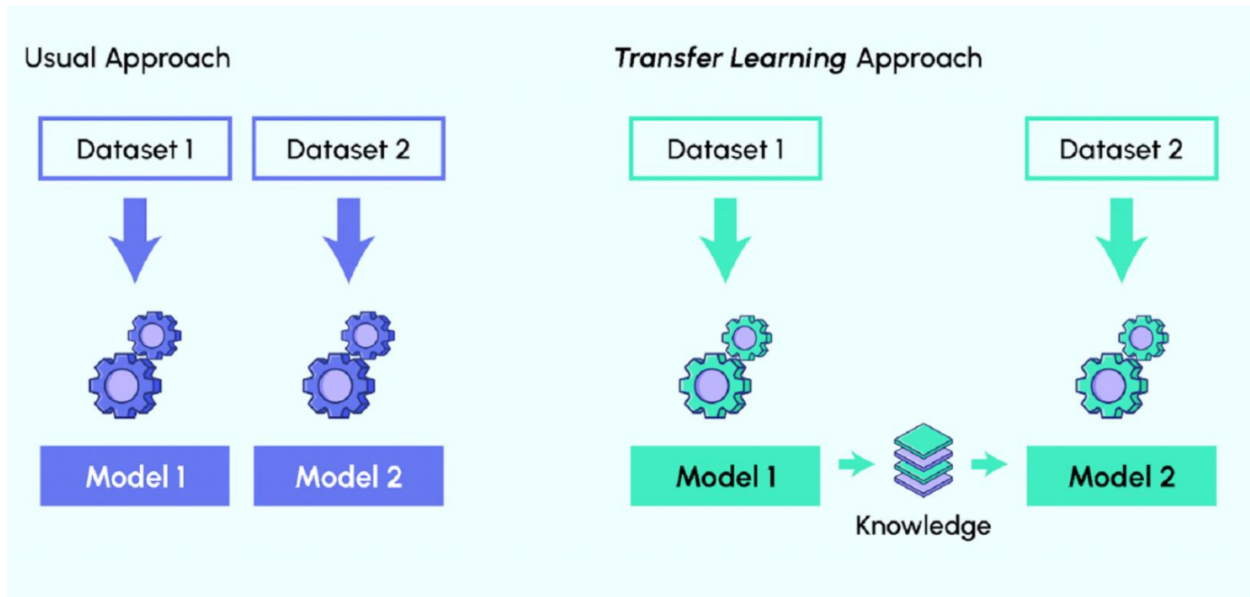 Usual Approach
Transfer Learning Approach
Dataset 1
Dataset 2
Dataset 1
Dataset 2
Model 1
Model 2
Model 1
Model 2
Knowledge